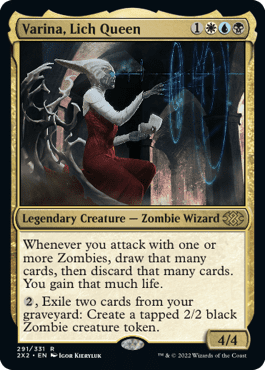 Varina, Lich Queen 1
Legendary Creature — Zombie Wizard
Whenever you attack with one or
more Zombies, draw that many
cards, then discard that many cards.
You gain that much life.
2, Exile two cards from your
graveyard: Create a tapped 2/2 black
Zombie creature token.
4/4
291/331 R
2X2 • EN Igor Kieryluk ™ & © 2022 Wizards of the Coast